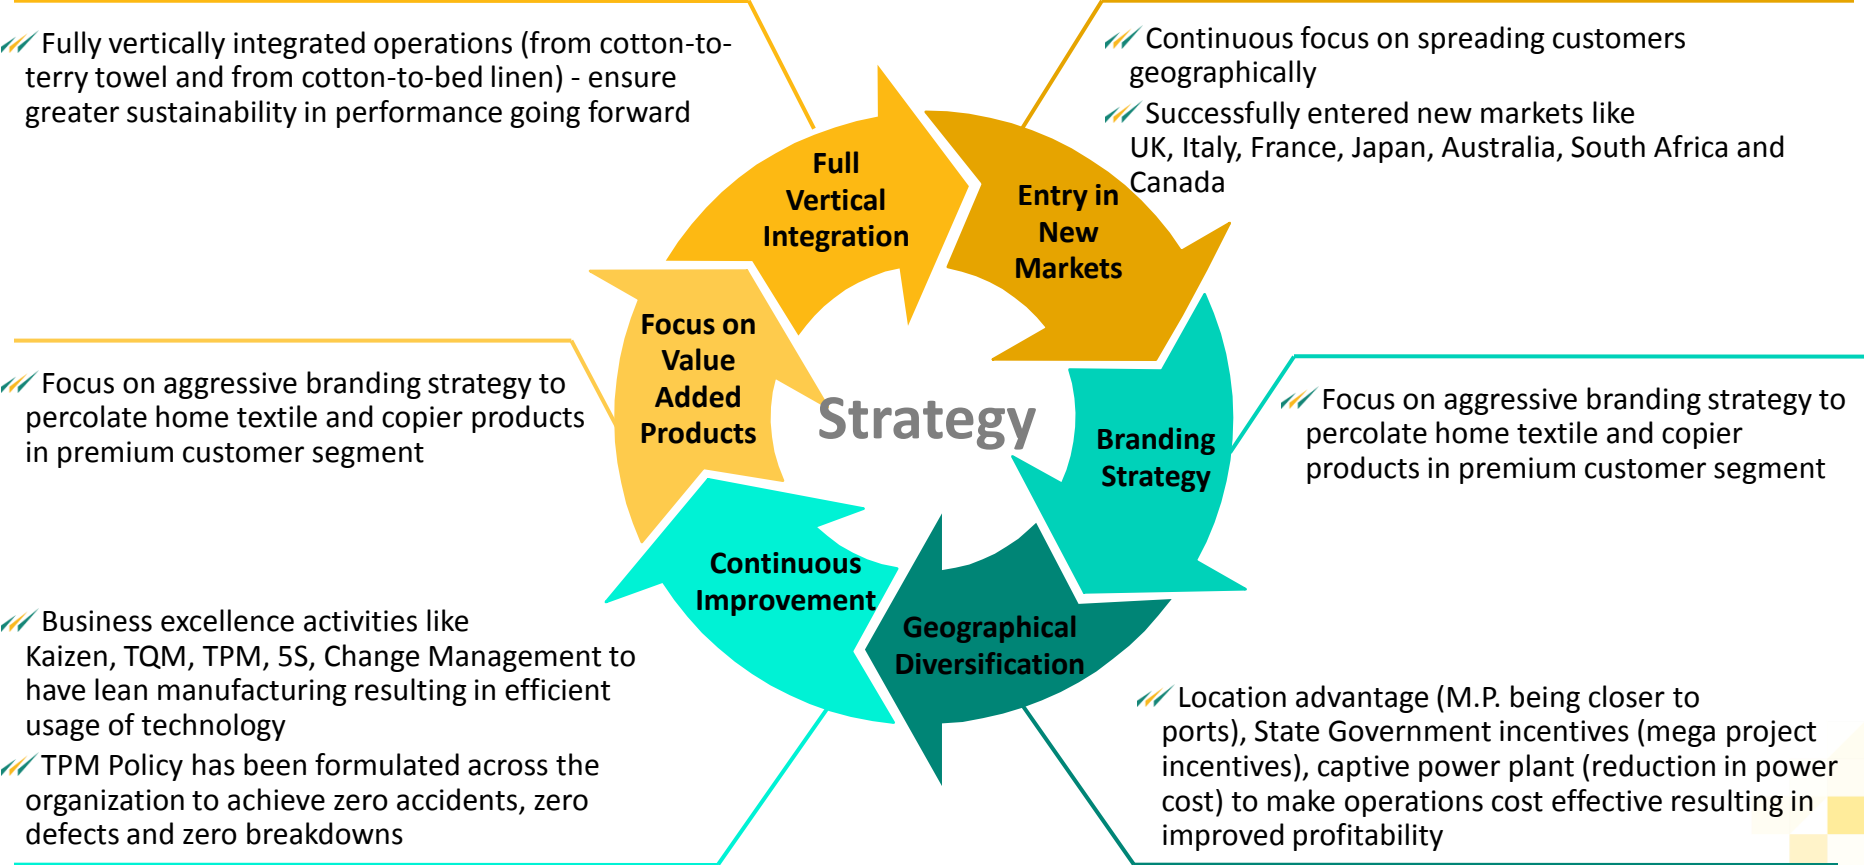 Fully vertically integrated operations (from cotton-to-
terry towel and from cotton-to-bed linen) - ensure
greater sustainability in performance going forward
Continuous focus on spreading customers
geographically
Successfully entered new markets like
UK, Italy, France, Japan, Australia, South Africa and
Canada
Full
Vertical
Integration
Entry in
New
Markets
Focus on
Value
Added
Products
Strategy
Branding
Strategy
Focus on aggressive branding strategy to
percolate home textile and copier products
in premium customer segment
Focus on aggressive branding strategy to
percolate home textile and copier
products in premium customer segment
Continuous
Improvement
Geographical
Diversification
Business excellence activities like
Kaizen, TQM, TPM, 5S, Change Management to
have lean manufacturing resulting in efficient
usage of technology
TPM Policy has been formulated across the
organization to achieve zero accidents, zero
defects and zero breakdowns
Location advantage (M.P. being closer to
ports), State Government incentives (mega project
incentives), captive power plant (reduction in power
cost) to make operations cost effective resulting in
improved profitability